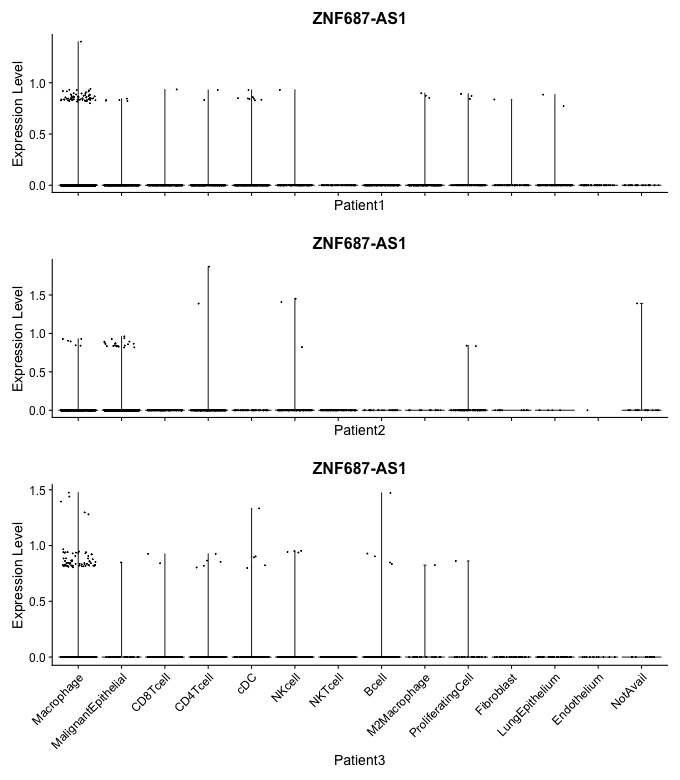 ZNF687-AS1
Expression Level
1.0
0.5
0.0
Patient1
ZNF687-AS1
Expression Level
1.5
1.0
0.5
0.0
Patient2
ZNF687-AS1
Expression Level
1.5
1.0
0.5
0.0
Macrophage
MalignantEpithelial
CD8Tcell
CD4Tcell
cDC
NKcell
NKTcell
Bcell
M2Macrophage
ProliferatingCell
Fibroblast
LungEpithelium
Endothelium
NotAvail
Patient3